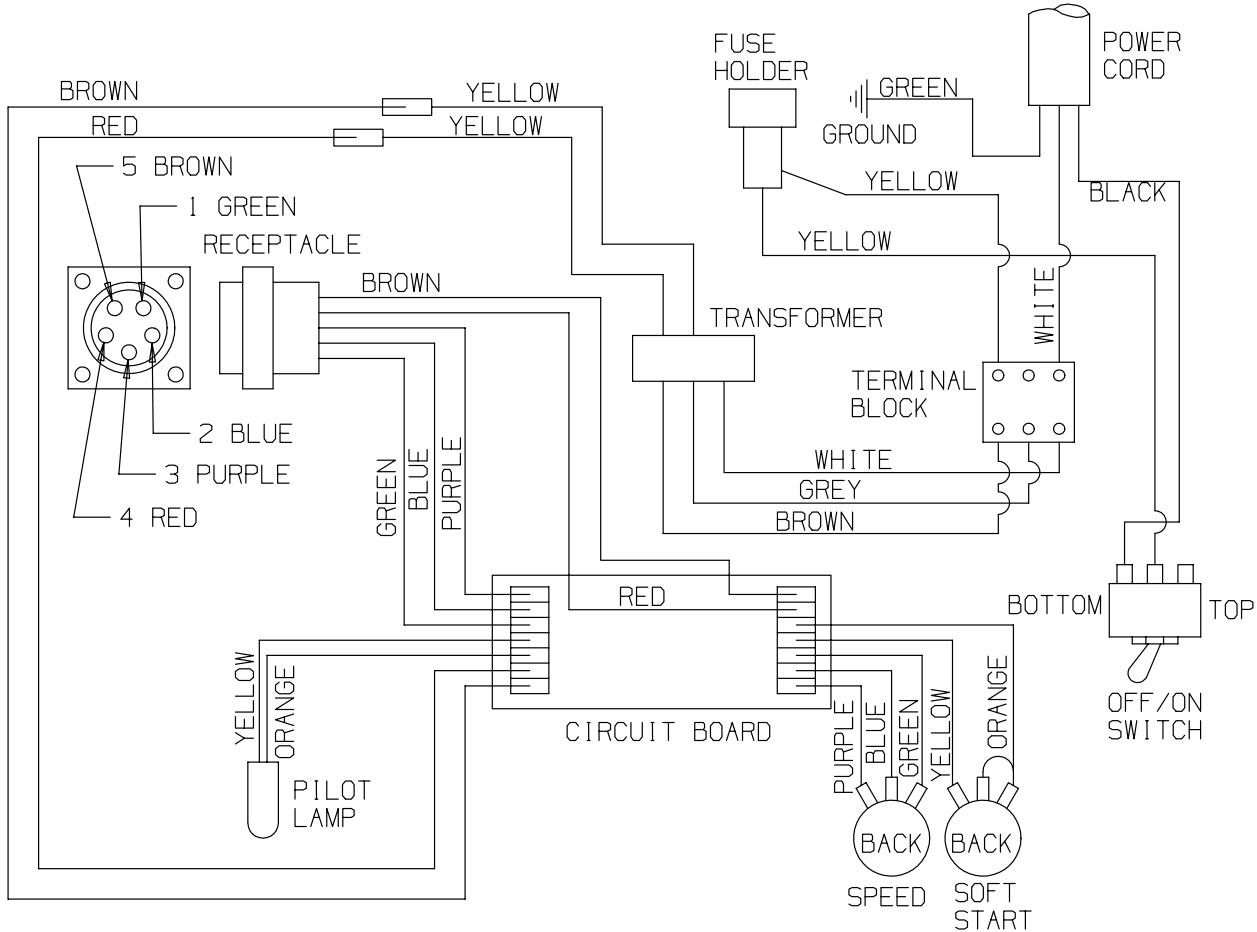 FUSE
HOLDER
POWER
CORD
BROWN
YELLOW
GREEN
RED
YELLOW
GROUND
5 BROWN
YELLOW
BLACK
1 GREEN
RECEPTACLE
YELLOW
BROWN
WHITE
TRANSFORMER
TERMINAL
BLOCK
2 BLUE
3 PURPLE
4 RED
GREEN
BLUE
PURPLE
WHITE
GREY
BROWN
RED
BOTTOM
TOP
YELLOW
ORANGE
CIRCUIT BOARD
PURPLE
BLUE
GREEN
YELLOW
ORANGE
OFF/ON
SWITCH
PILOT
LAMP
BACK
BACK
SPEED
SOFT
START